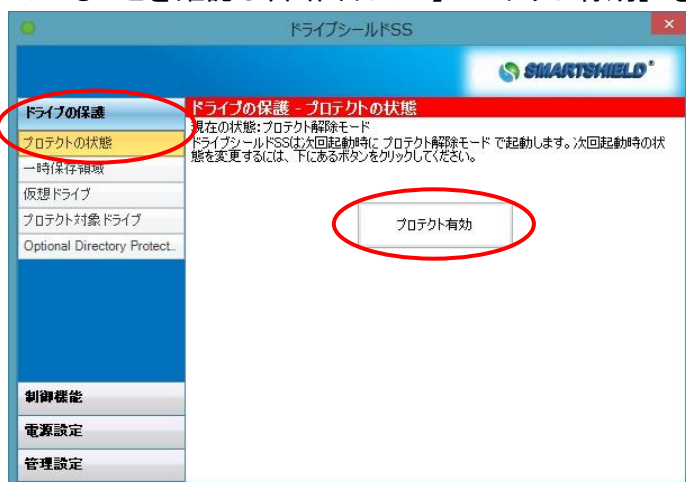 ドライブシールドSS
SMARTSHIELD
ドライブの保護
プロテクトの状態
一時保存領域
仮想ドライブ
プロテクト対象ドライブ
Optional Directory Protect..
制御機能
電源設定
管理設定
ドライブの保護 - プロテクトの状態
現在の状態:プロテクト解除モード
ドライブシールドSSは次回起動時に プロテクト解除モード で起動します。次回起動時の状
態を変更するには、下にあるボタンをクリックしてください。
プロテクト有効